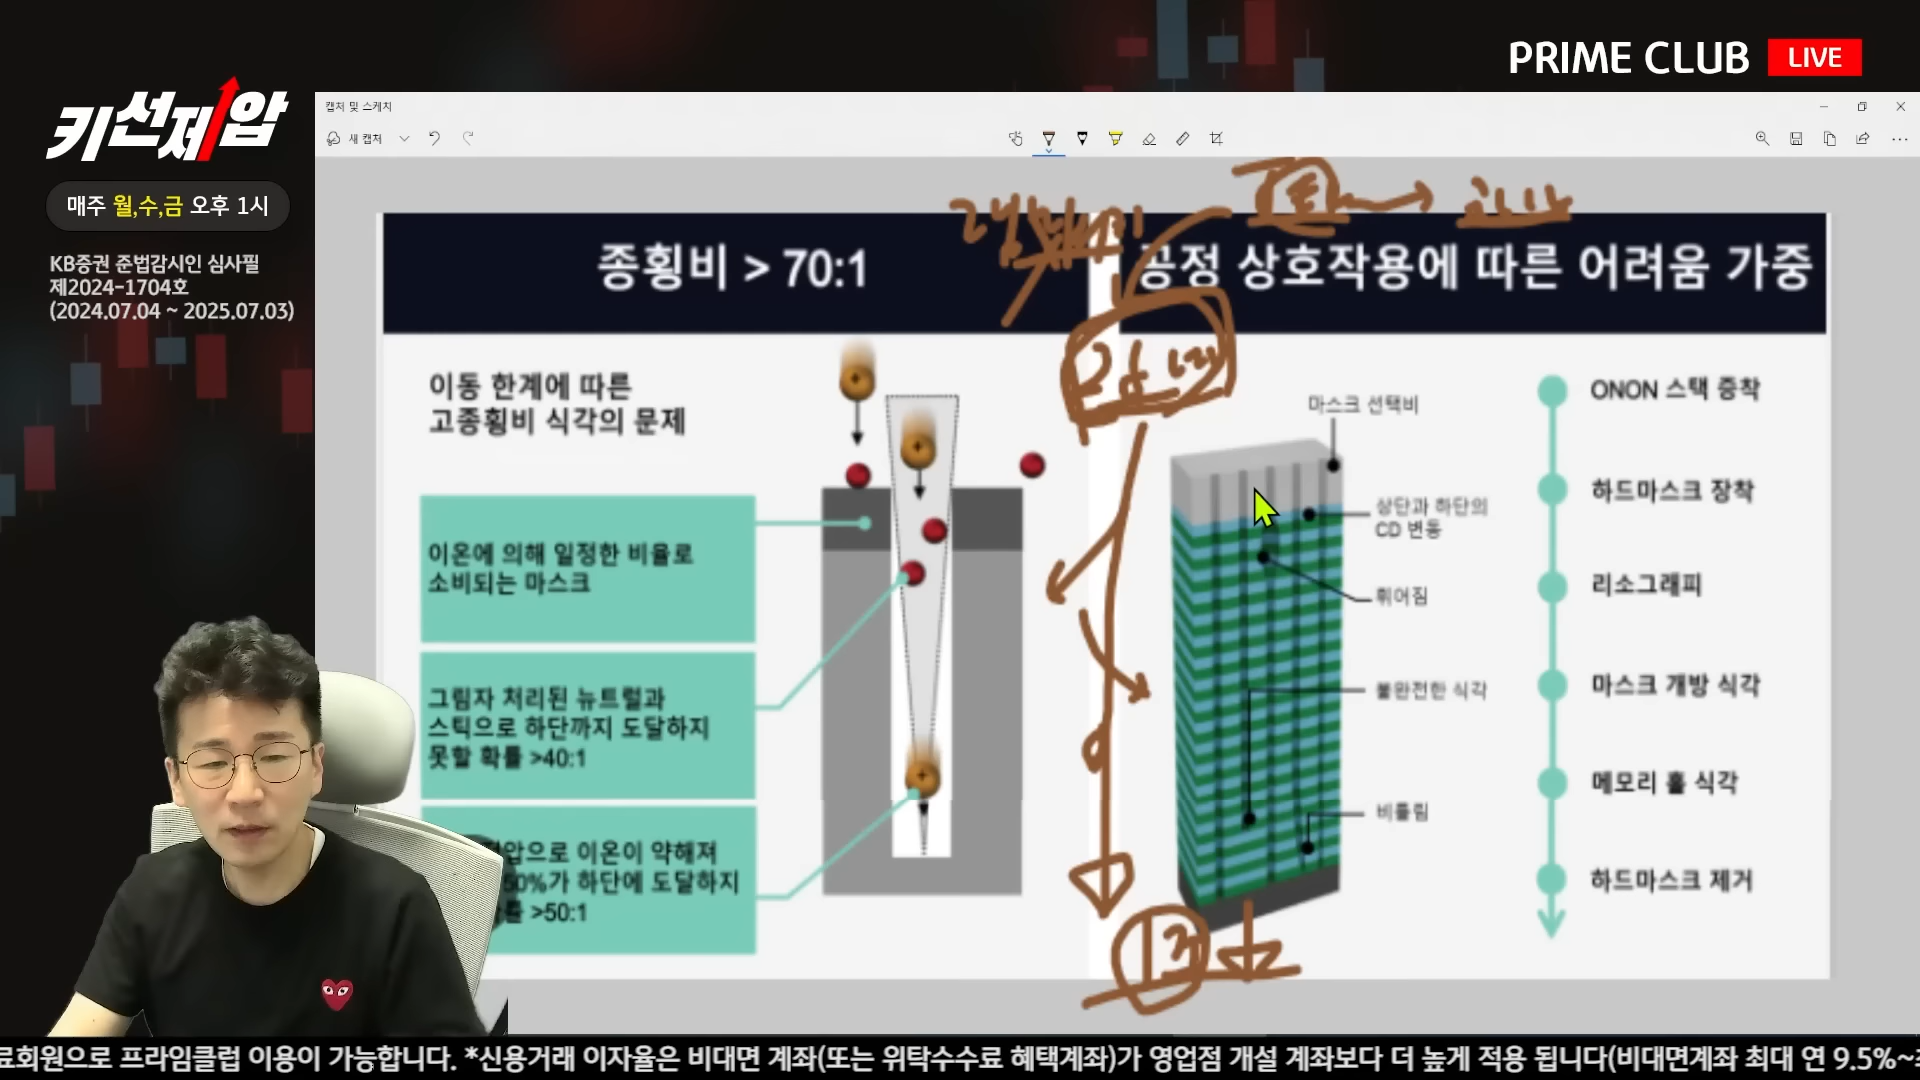 PRIME CLUB LIVE
키선제압
매주 월,수,금 오후 1시
KB증권 준법감시인 심사필
제2024-1704호
(2024.07.04 ~ 2025.07.03)
캡처 및 스케치
새 캡처
종횡비 > 70:1
공정 상호작용에 따른 어려움 가중
이동 한계에 따른
고종횡비 식각의 문제
이온에 의해 일정한 비율로
소비되는 마스크
그림자 처리된 뉴트럴과
스틱으로 하단까지 도달하지
못할 확률 >40:1
압으로 이온이 약해져
50%가 하단에 도달하지
>50:1
마스크 선택비
상단과 하단의
CD 변동
휘어짐
불완전한 식각
비틀림
ONON 스택 증착
하드마스크 장착
리소그래피
마스크 개방 식각
메모리 홀 식각
하드마스크 제거
료회원으로 프라임클럽 이용이 가능합니다. *신용거래 이자율은 비대면 계좌(또는 위탁수수료 혜택계좌)가 영업점 개설 계좌보다 더 높게 적용 됩니다(비대면계좌 최대 연 9.5%~